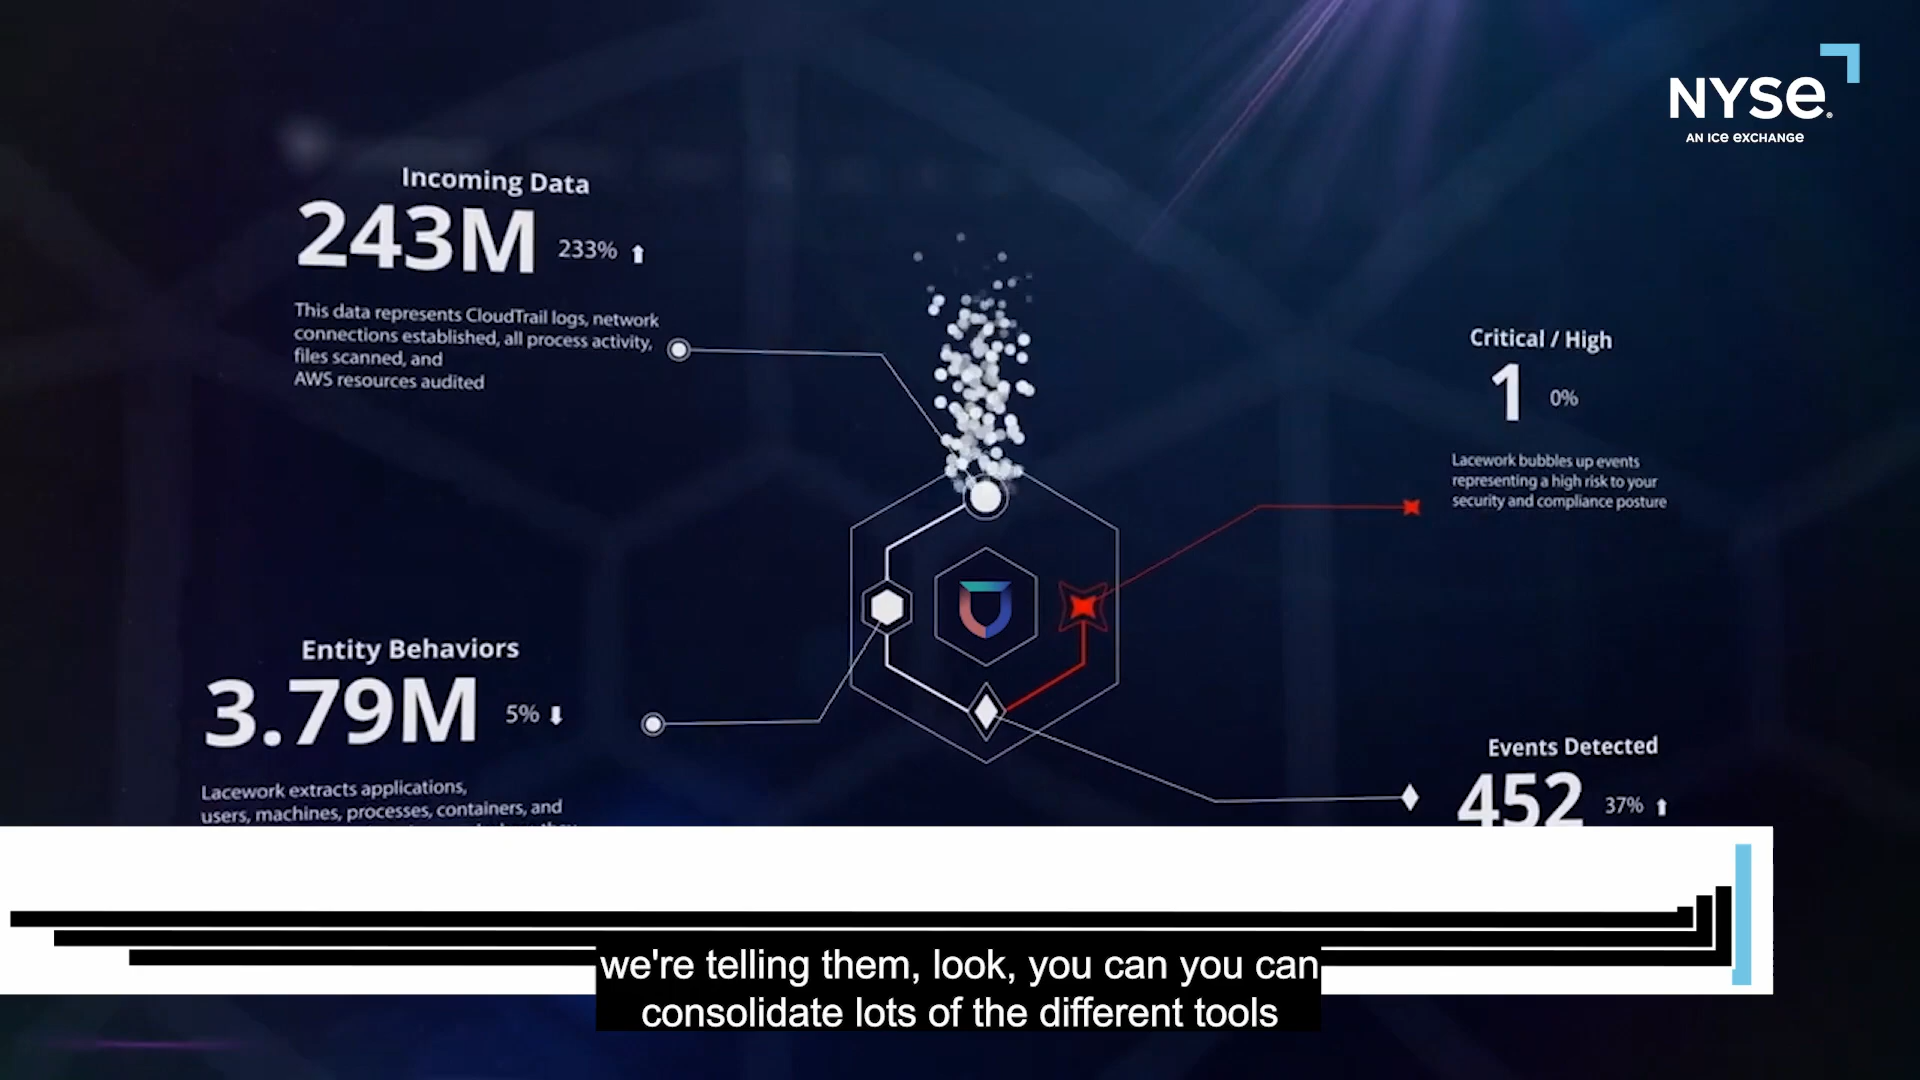 NYSE
AN ICE EXCHANGE
Incoming Data
243M 233%
This data represents CloudTrail logs, network
connections established, all process activity,
files scanned, and
AWS resources audited
Critical / High
1 0%
Lacework bubbles up events
representing a high risk to your
security and compliance posture
Entity Behaviors
3.79M 5%
Lacework extracts applications,
users, machines, processes, containers, and
Events Detected
452 37%
we're telling them, look, you can you can
consolidate lots of the different tools